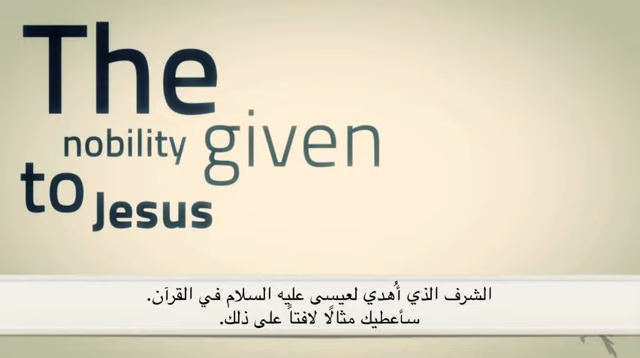 The
nobility given
to Jesus
الشرف الذي أُهدي لعيسى عليه السلام في القرآن.
سأعطيك مثالًا لافتاً على ذلك.